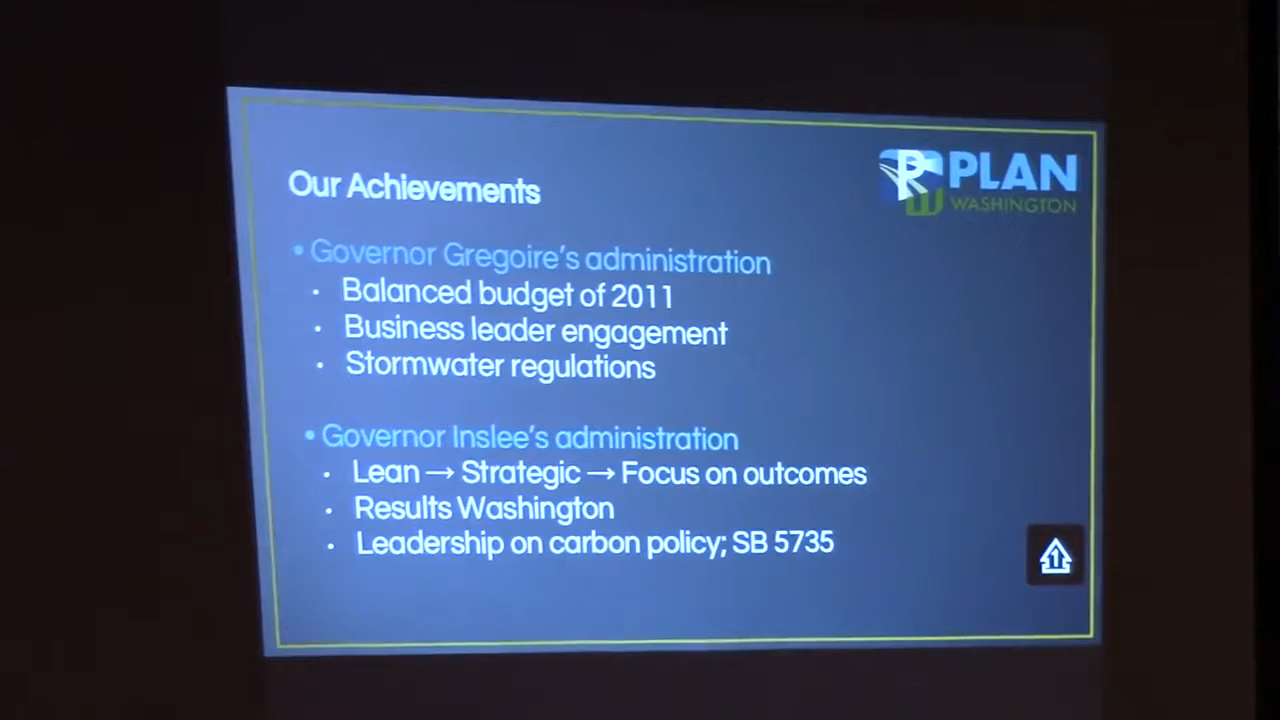 PLAN
WASHINGTON
Our Achievements
• Governor Gregoire's administration
• Balanced budget of 2011
• Business leader engagement
• Stormwater regulations
• Governor Inslee's administration
• Lean → Strategic → Focus on outcomes
• Results Washington
• Leadership on carbon policy; SB 5735
1